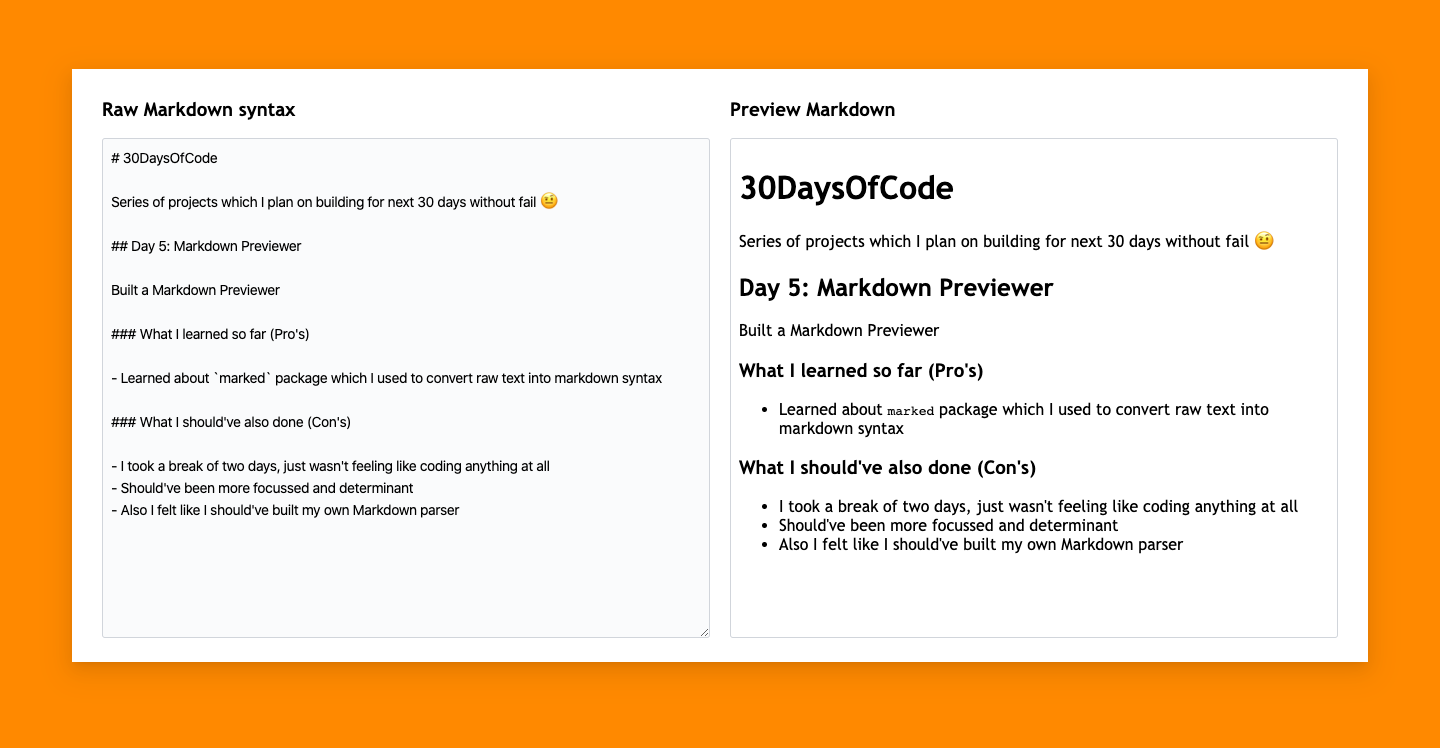 Raw Markdown syntax
# 30DaysOfCode
Series of projects which I plan on building for next 30 days without fail 🤨
## Day 5: Markdown Previewer
Built a Markdown Previewer
### What I learned so far (Pro's)
- Learned about `marked` package which I used to convert raw text into markdown syntax
### What I should've also done (Con's)
- I took a break of two days, just wasn't feeling like coding anything at all
- Should've been more focussed and determinant
- Also I felt like I should've built my own Markdown parser
Preview Markdown
30DaysOfCode
Series of projects which I plan on building for next 30 days without fail 🤨
Day 5: Markdown Previewer
Built a Markdown Previewer
What I learned so far (Pro's)
• Learned about marked package which I used to convert raw text into
markdown syntax
What I should've also done (Con's)
• I took a break of two days, just wasn't feeling like coding anything at all
• Should've been more focussed and determinant
• Also I felt like I should've built my own Markdown parser